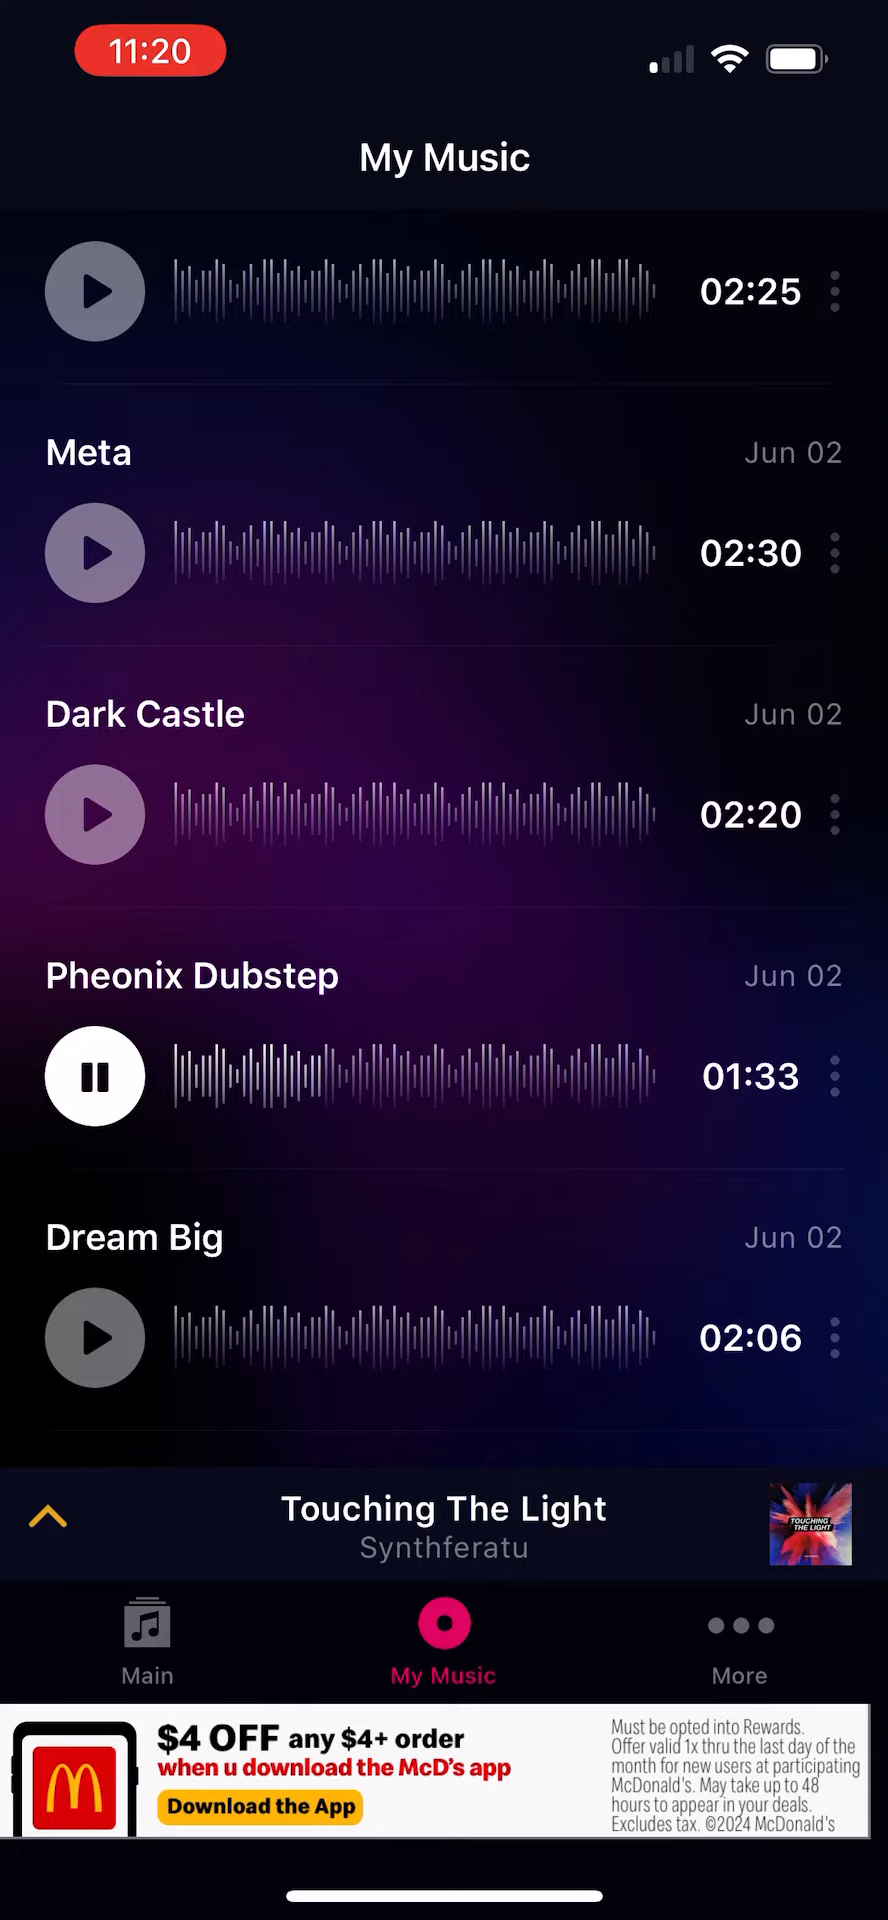 11:20
My Music
02:25
Meta
Jun 02
02:30
Dark Castle
Jun 02
02:20
Pheonix Dubstep
Jun 02
01:33
Dream Big
Jun 02
02:06
Touching The Light
Synthferatu
TOUCHING
THE LIGHT
Main
My Music
More
$4 OFF any $4+ order
when u download the McD's app
Download the App
Must be opted into Rewards.
Offer valid 1x thru the last day of the
month for new users at participating
McDonald's. May take up to 48
hours to appear in your deals.
Excludes tax. ©2024 McDonald's